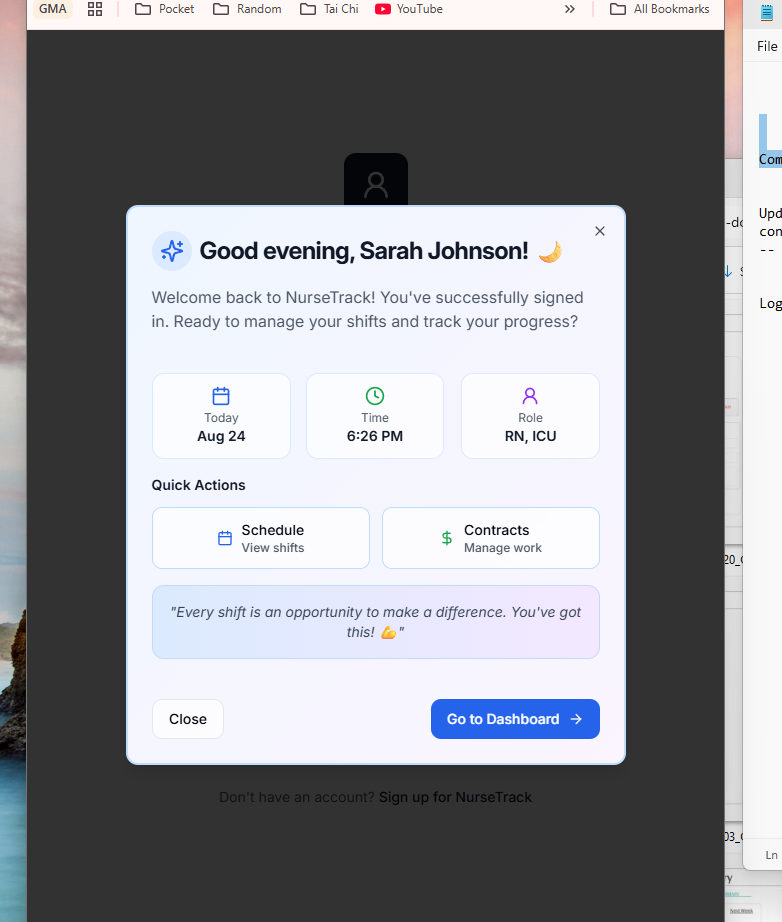 GMA
Pocket
Random
Tai Chi
YouTube
»
All Bookmarks
File
Good evening, Sarah Johnson! 🌛
Welcome back to NurseTrack! You've successfully signed
in. Ready to manage your shifts and track your progress?
Today
Aug 24
Time
6:26 PM
Role
RN, ICU
Quick Actions
Schedule
View shifts
Contracts
Manage work
"Every shift is an opportunity to make a difference. You've got
this! 💪"
Close
Go to Dashboard →
Don't have an account? Sign up for NurseTrack
Com
Upd
con
--
Log
Ln